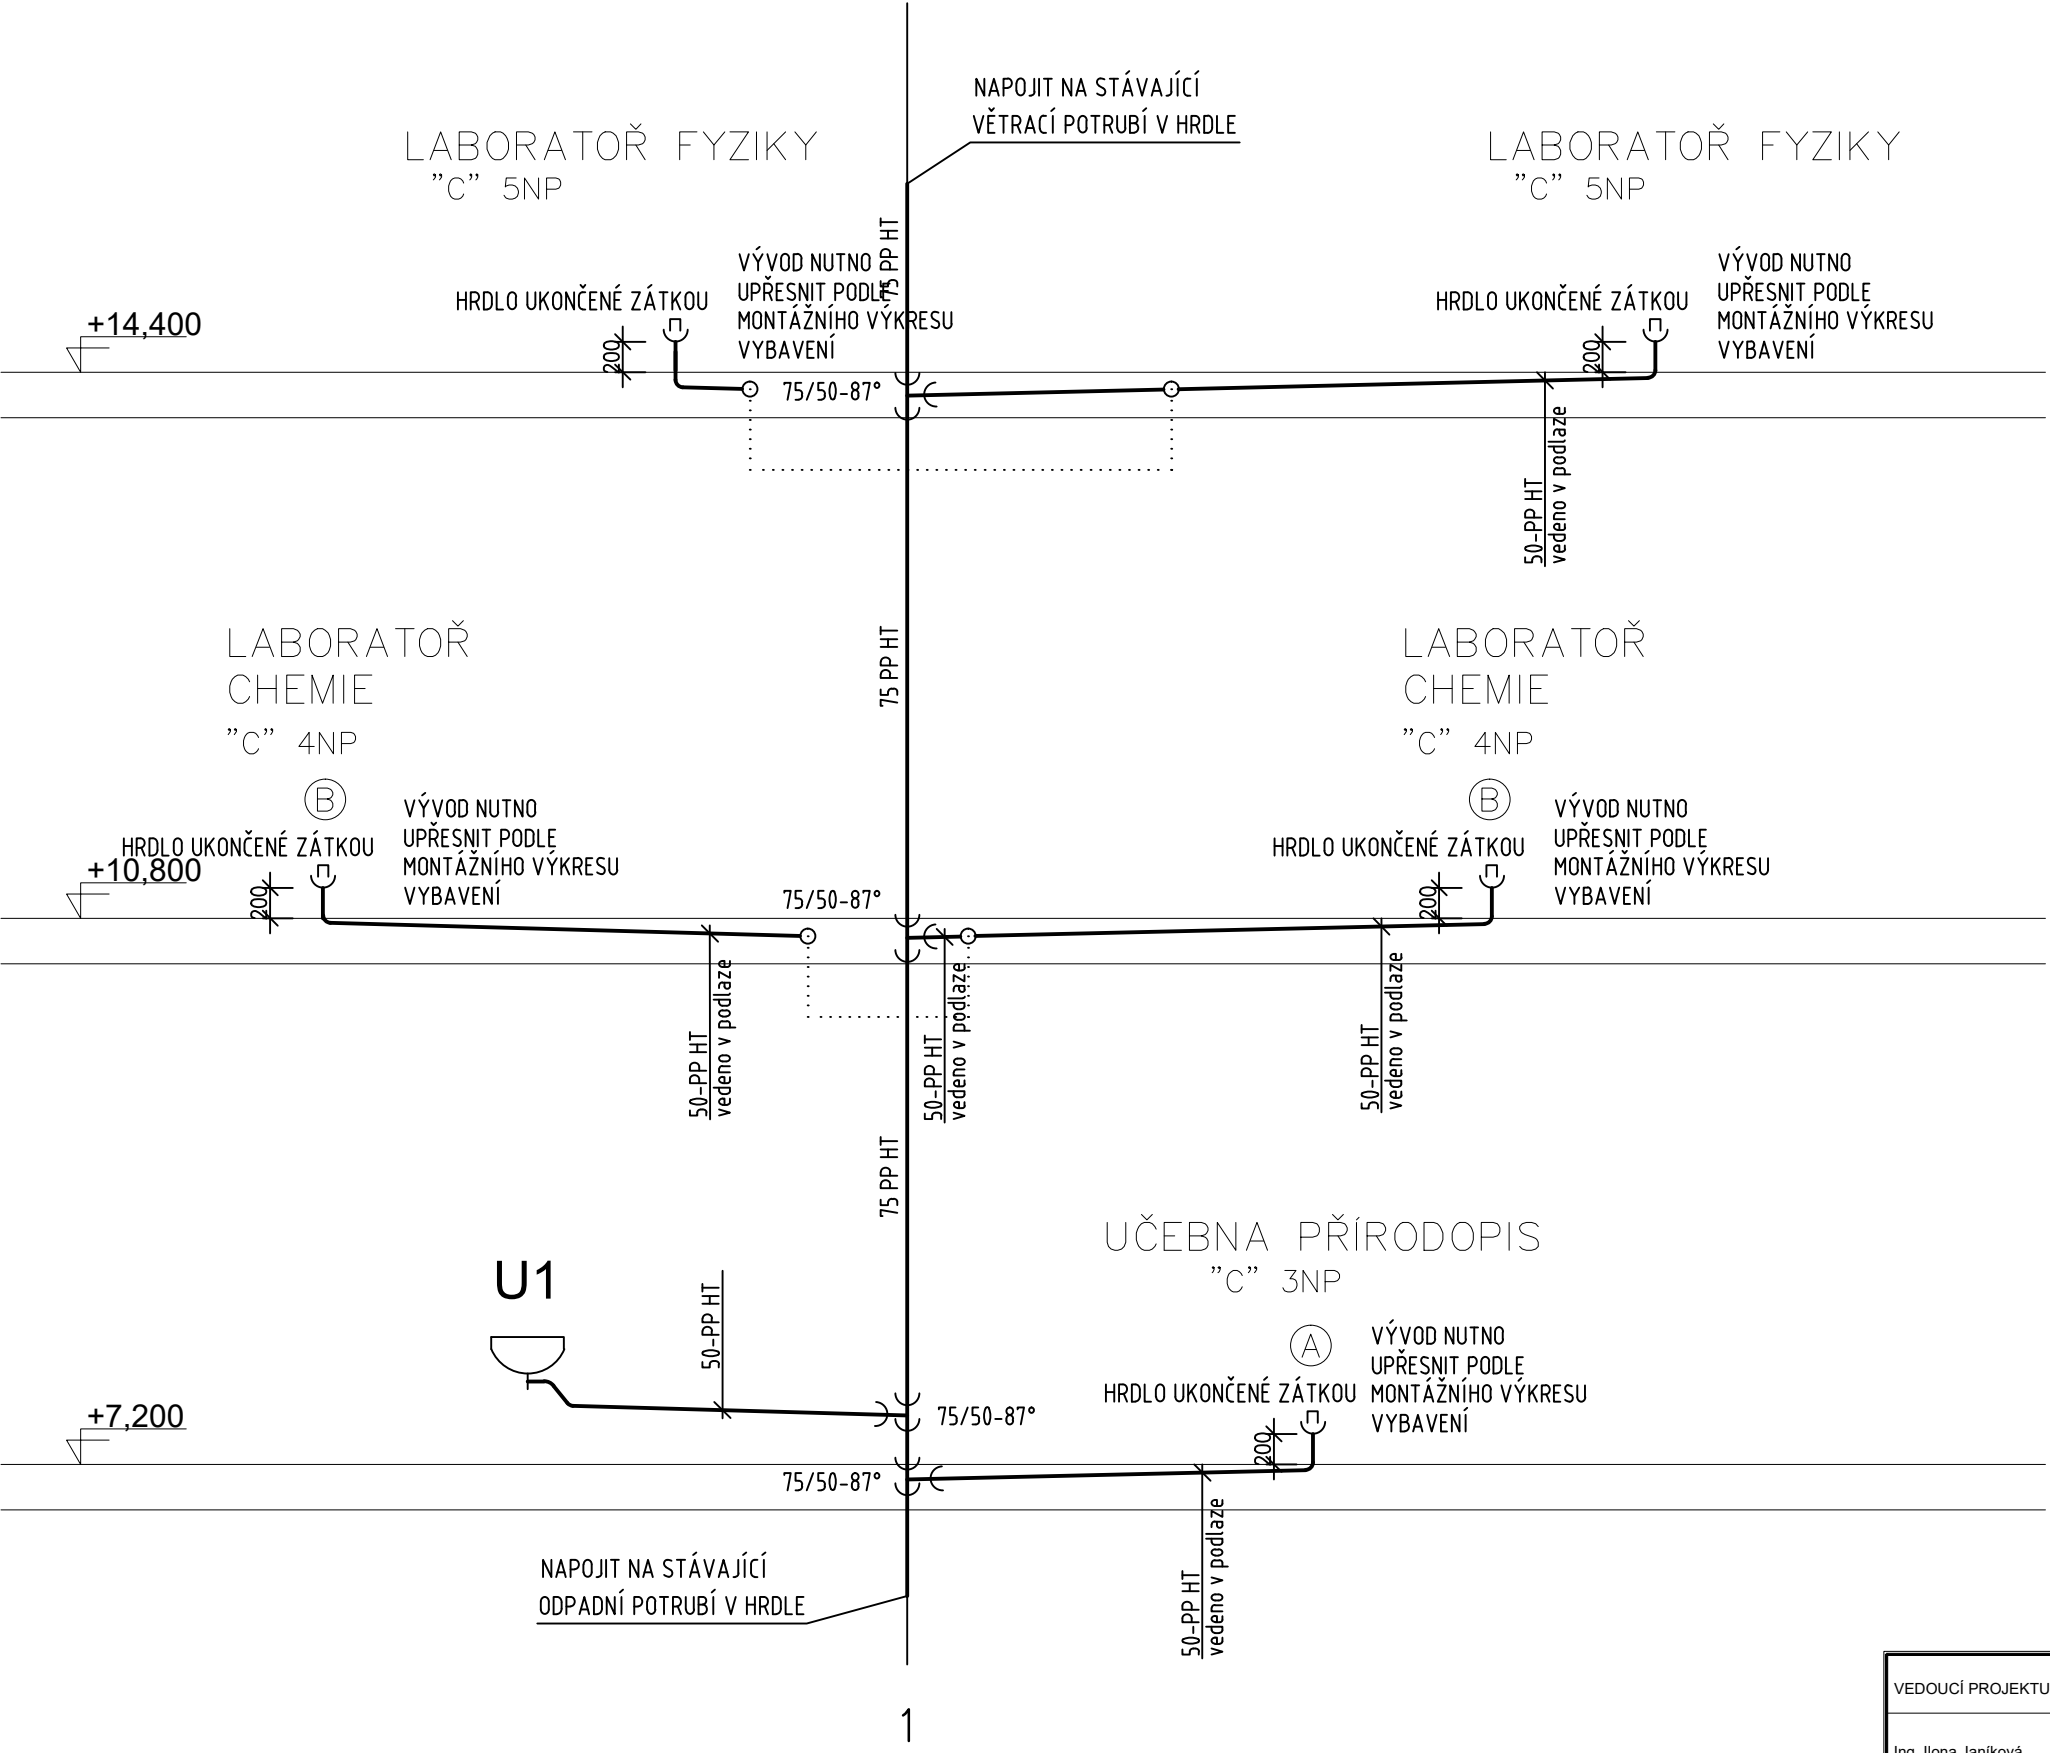 NAPOJIT NA STÁVAJÍCÍ
VĚTRACÍ POTRUBÍ V HRDLE
LABORATOŘ FYZIKY
"C" 5NP
LABORATOŘ FYZIKY
"C" 5NP
75 PP HT
HRDLO UKONČENÉ ZÁTKOU
VÝVOD NUTNO
UPŘESNIT PODLE
MONTÁŽNÍHO VÝKRESU
VYBAVENÍ
HRDLO UKONČENÉ ZÁTKOU
VÝVOD NUTNO
UPŘESNIT PODLE
MONTÁŽNÍHO VÝKRESU
VYBAVENÍ
+14,400
200
200
75/50-87°
50-PP HT
vedeno v podlaze
75 PP HT
LABORATOŘ
CHEMIE
"C" 4NP
B
LABORATOŘ
CHEMIE
"C" 4NP
B
HRDLO UKONČENÉ ZÁTKOU
VÝVOD NUTNO
UPŘESNIT PODLE
MONTÁŽNÍHO VÝKRESU
VYBAVENÍ
HRDLO UKONČENÉ ZÁTKOU
VÝVOD NUTNO
UPŘESNIT PODLE
MONTÁŽNÍHO VÝKRESU
VYBAVENÍ
+10,800
200
75/50-87°
200
50-PP HT
vedeno v podlaze
50-PP HT
vedeno v podlaze
50-PP HT
vedeno v podlaze
75 PP HT
UČEBNA PŘÍRODOPIS
"C" 3NP
A
U1
50-PP HT
HRDLO UKONČENÉ ZÁTKOU
VÝVOD NUTNO
UPŘESNIT PODLE
MONTÁŽNÍHO VÝKRESU
VYBAVENÍ
+7,200
75/50-87°
200
75/50-87°
50-PP HT
vedeno v podlaze
NAPOJIT NA STÁVAJÍCÍ
ODPADNÍ POTRUBÍ V HRDLE
1
VEDOUCÍ PROJEKTU
Ing. Ilona Janíková